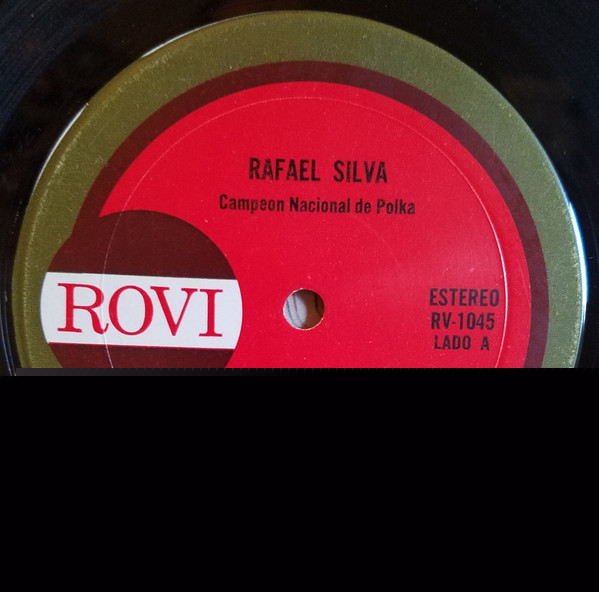 RAFAEL SILVA
Campeon Nacional de Polka
ROVI
ESTEREO
RV-1045
LADO A